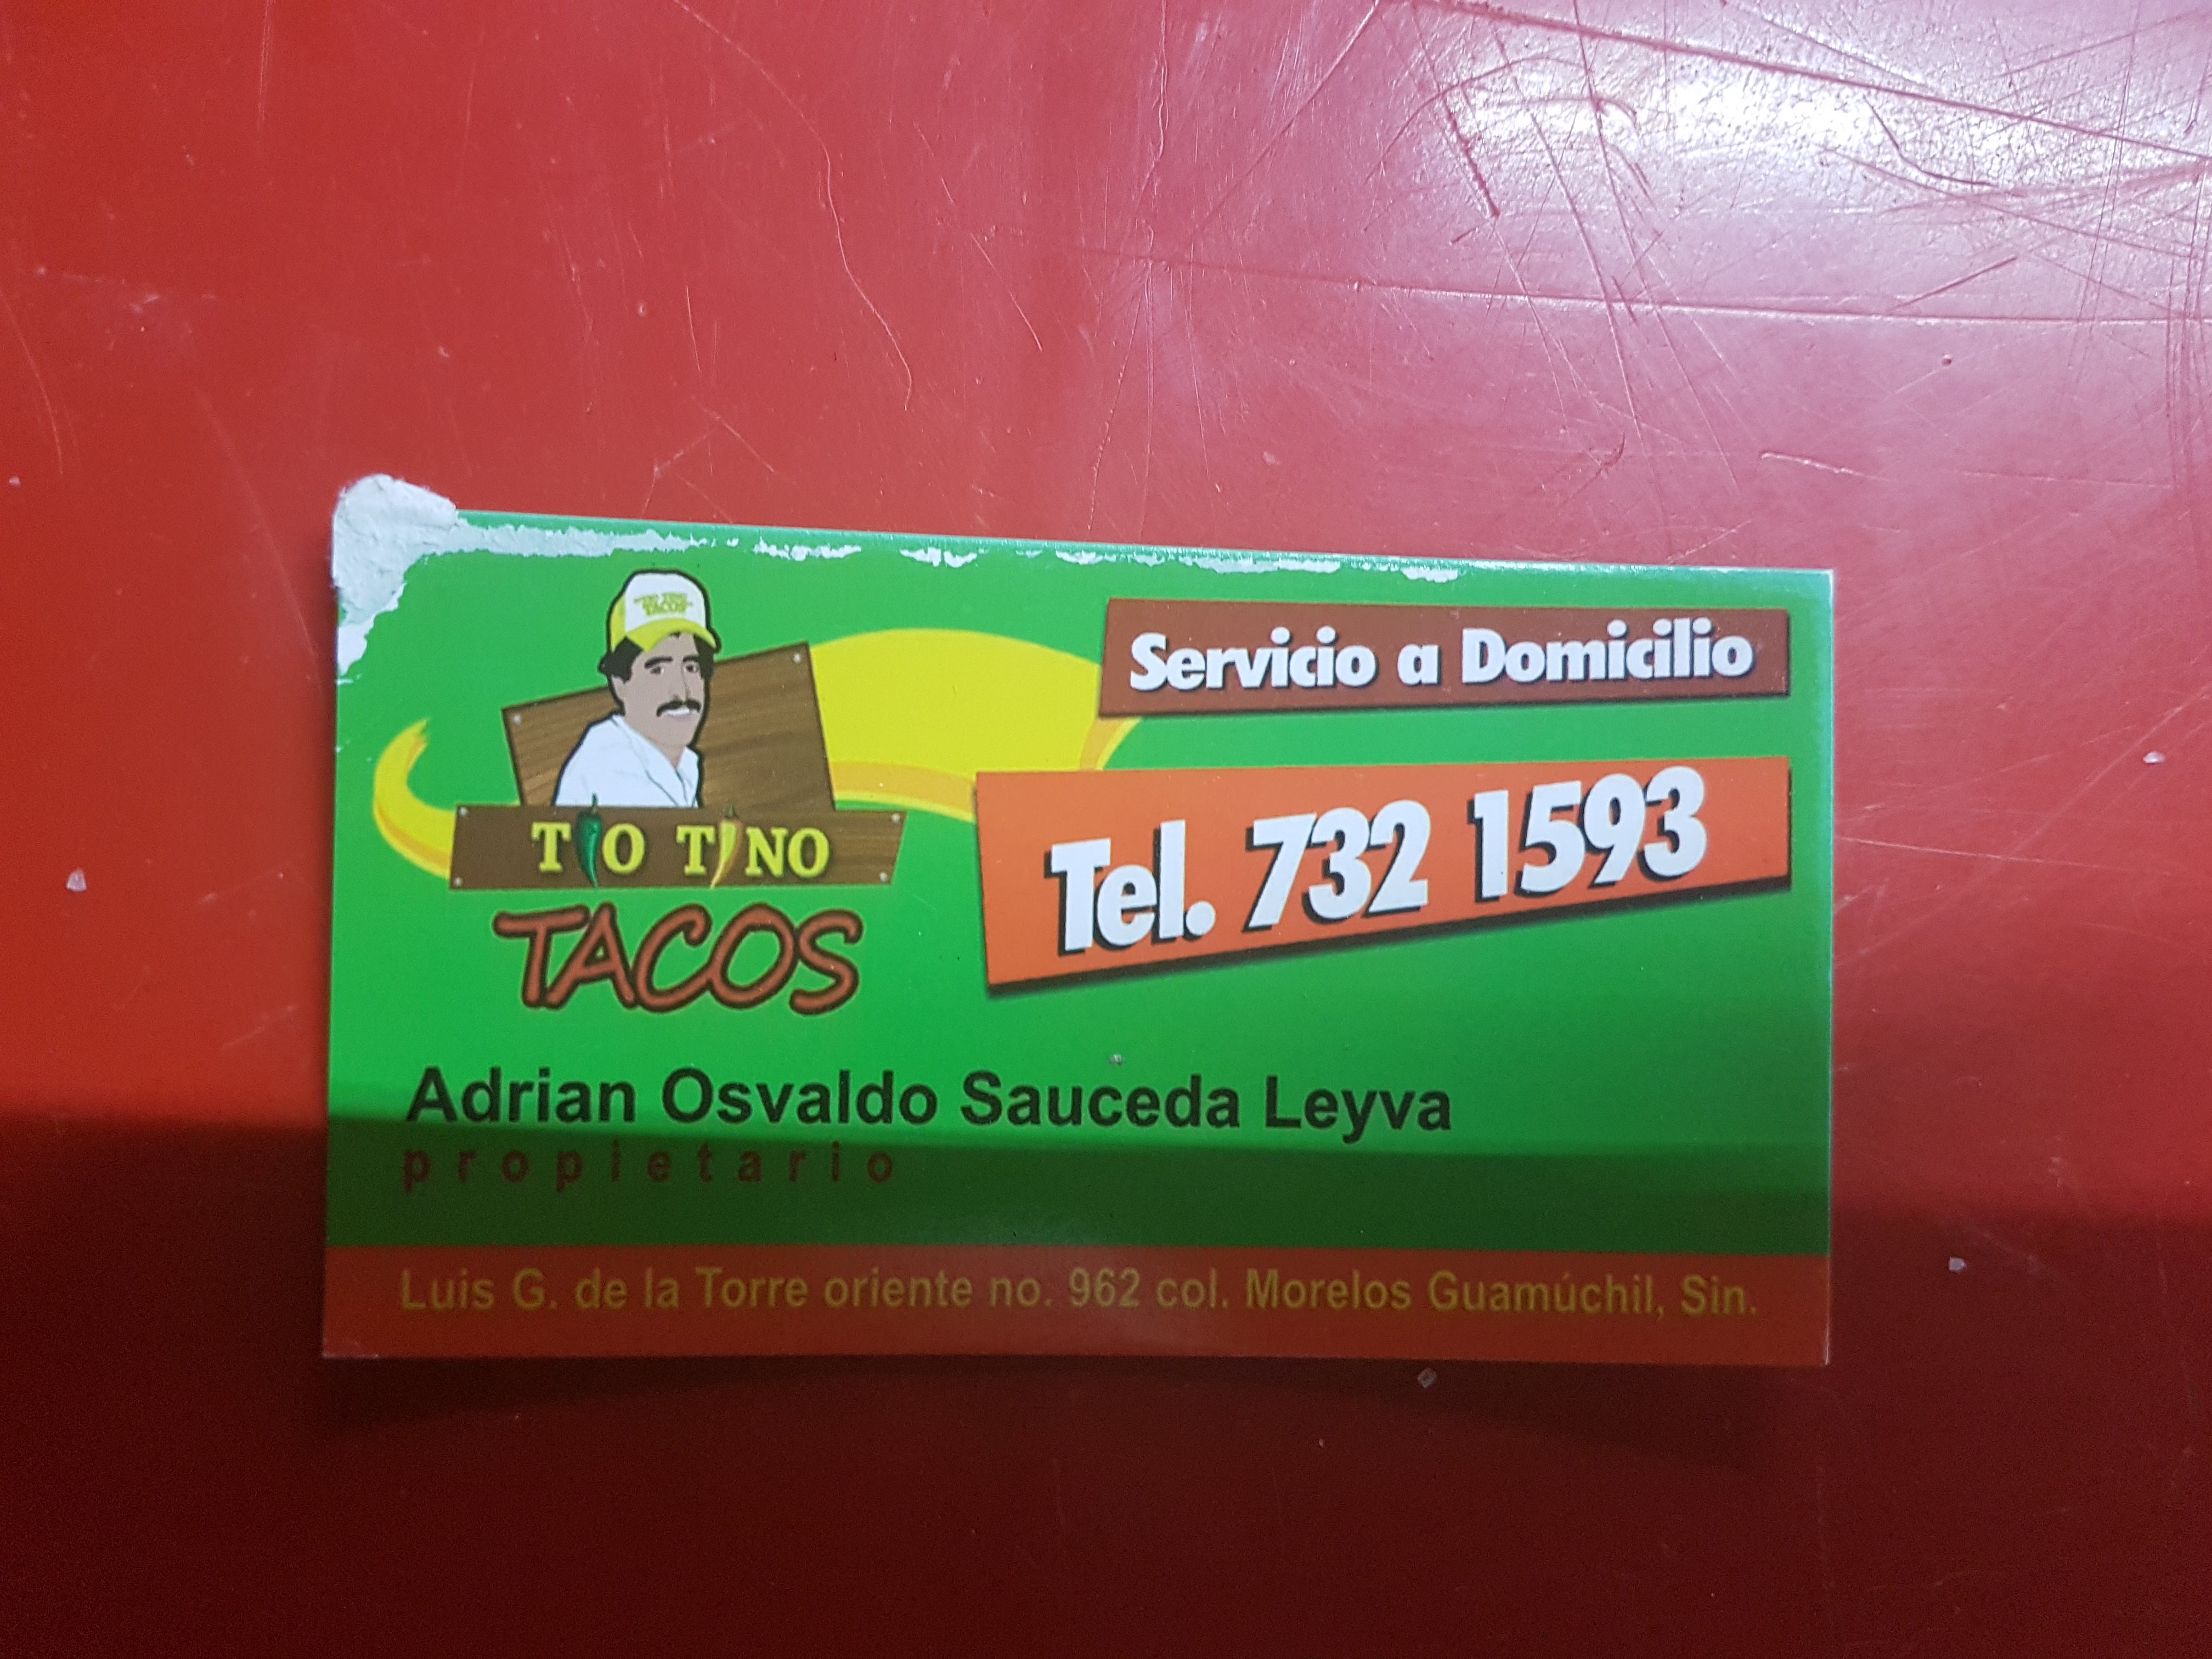 TIO TINO
TACOS
Servicio a Domicilio
Tel. 732 1593
Adrian Osvaldo Sauceda Leyva
propietario
Luis G. de la Torre oriente no. 962 col. Morelos Guamúchil, Sin.